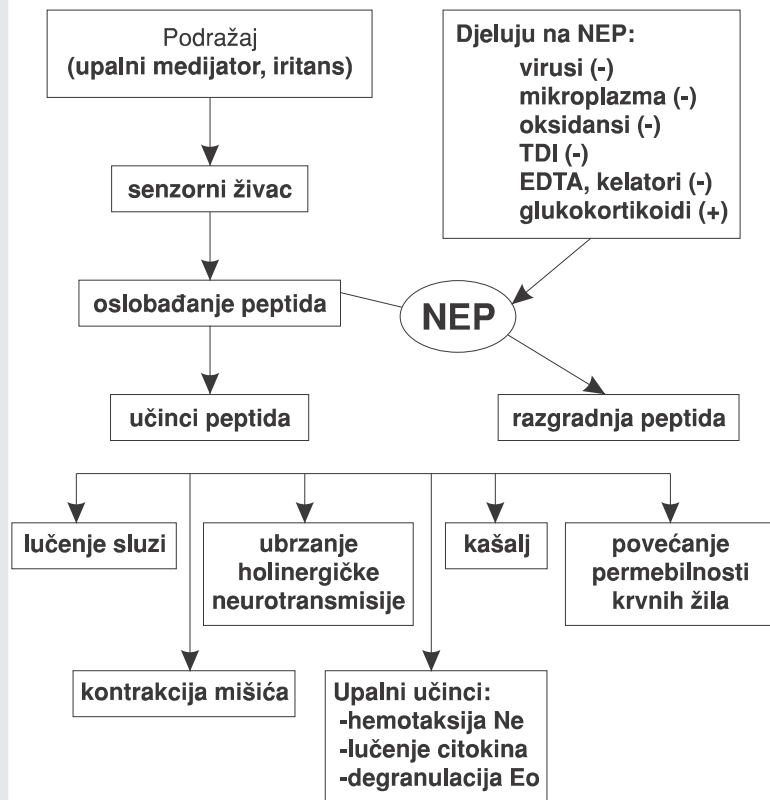 Podražaj
(upalni medijator, iritans)
Djeluju na NEP:
virusi (-)
mikroplazma (-)
oksidansi (-)
TDI (-)
EDTA, kelatori (-)
glukokortikoidi (+)
senzorni živac
oslobađanje peptida
NEP
učinci peptida
razgradnja peptida
lučenje sluzi
ubrzanje
holinergičke
neurotransmisije
kašalj
povećanje
permebilnosti
krvnih žila
kontrakcija mišića
Upalni učinci:
-hemotaksija Ne
-lučenje citokina
-degranulacija Eo